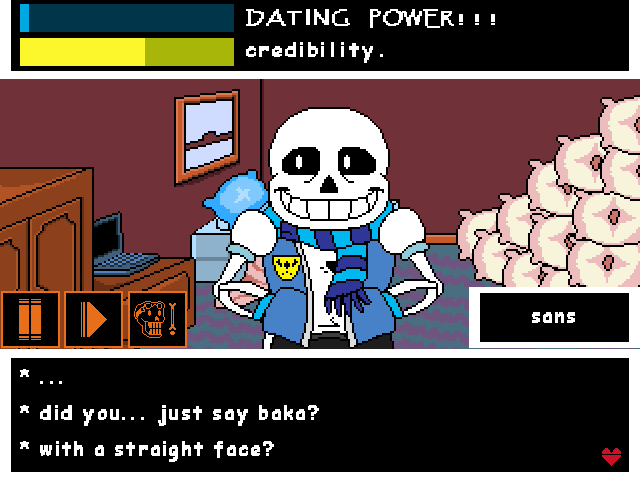 DATING POWER!!!
credibility.
sans
* ...
* did you... just say baka?
* with a straight face?